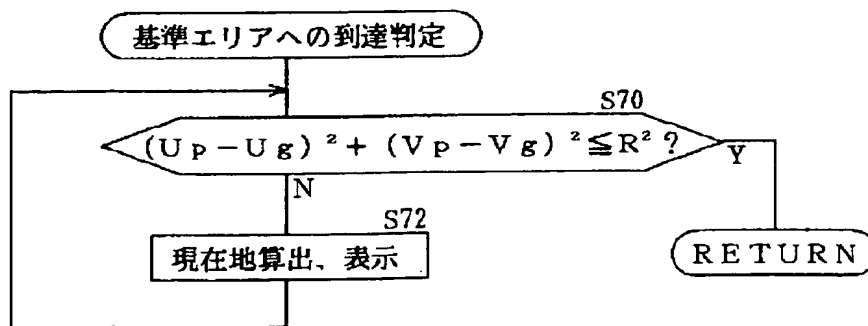 基準エリアへの到達判定
S70
(Up-Ug)²+(Vp-Vg)²≦R²?
Y
N
S72
現在地算出、表示
RETURN